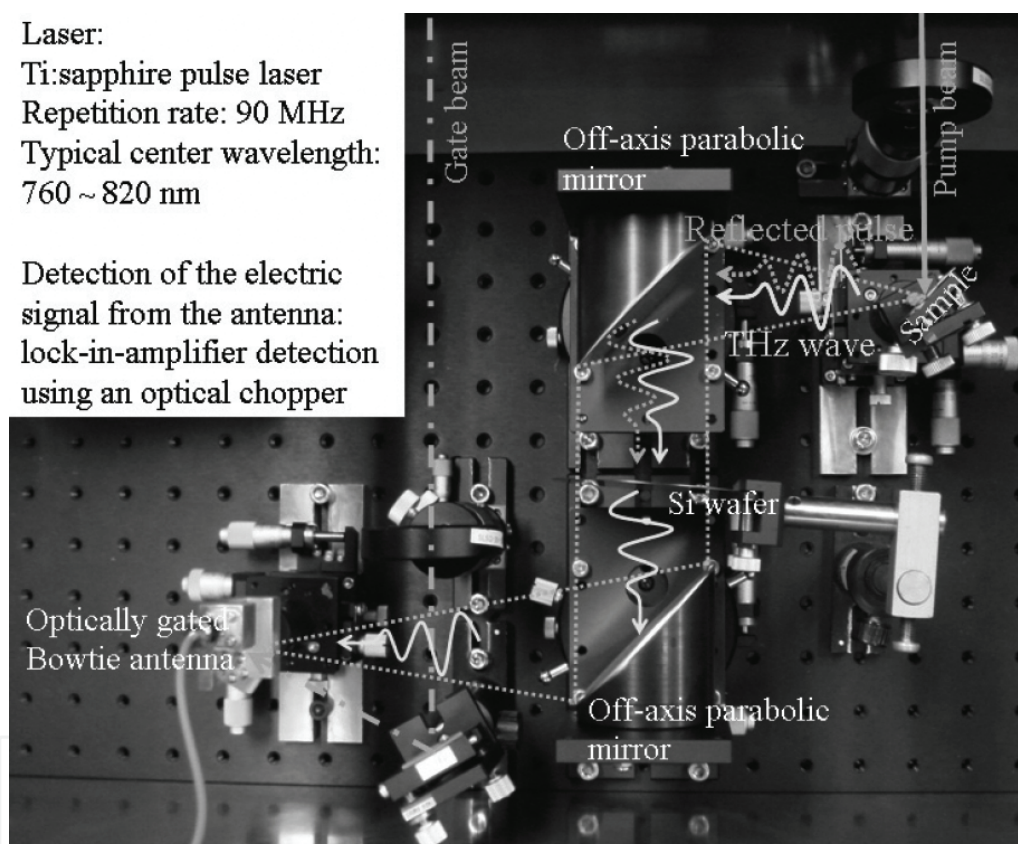 Laser:
Ti:sapphire pulse laser
Repetition rate: 90 MHz
Typical center wavelength:
760 ~ 820 nm
Detection of the electric
signal from the antenna:
lock-in-amplifier detection
using an optical chopper
Gate beam
Off-axis parabolic
mirror
Pump beam
Reflected pulse
Sample
THz wave
Si wafer
Optically gated
Bowtie antenna
Off-axis parabolic
mirror